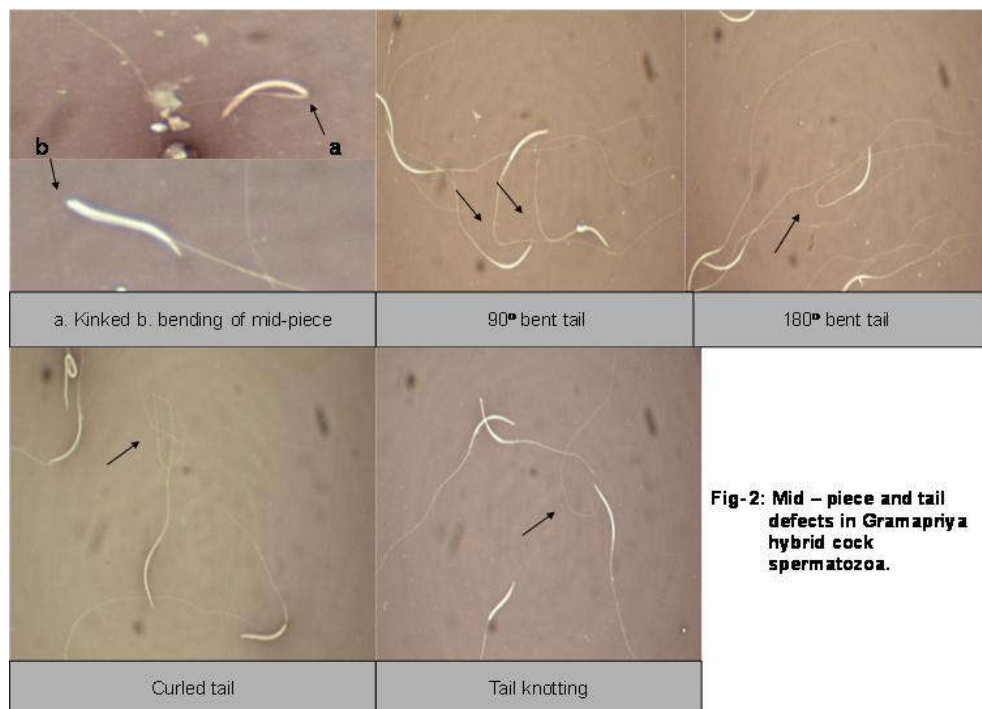 b
a
a. Kinked b. bending of mid-piece
90º bent tail
180º bent tail
Curled tail
Tail knotting
Fig-2: Mid – piece and tail
defects in Gramapriya
hybrid cock
spermatozoa.